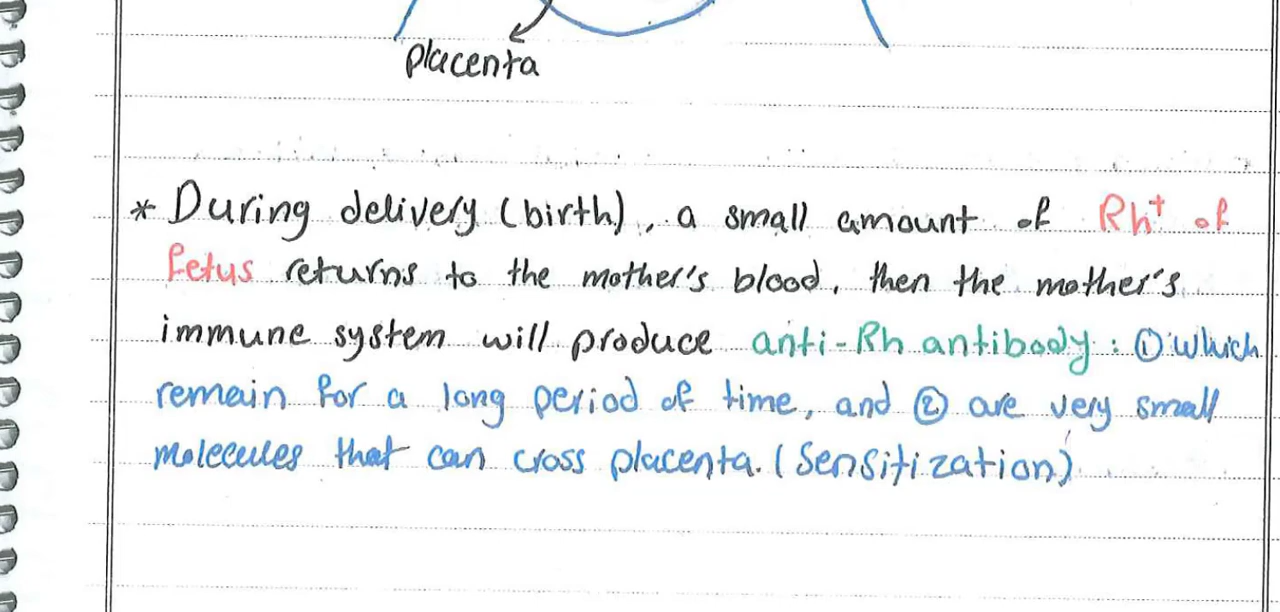 placenta
* During delivery (birth), a small amount of Rh⁺ of
fetus returns to the mother's blood, then the mother's
immune system will produce anti-Rh antibody: ① which
remain for a long period of time, and ② are very small
molecules that can cross placenta. (Sensitization)